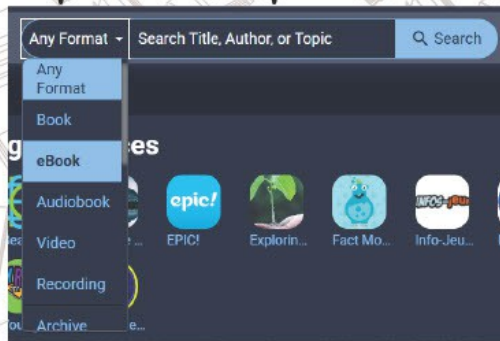 Any Format
Search Title, Author, or Topic
Search
Any
Format
Book
eBook
es
Audiobook
epic!
INFOS-
EPIC!
Explorin...
Fact Mo...
Info-Jeu...
Video
Recording
Archive
e...